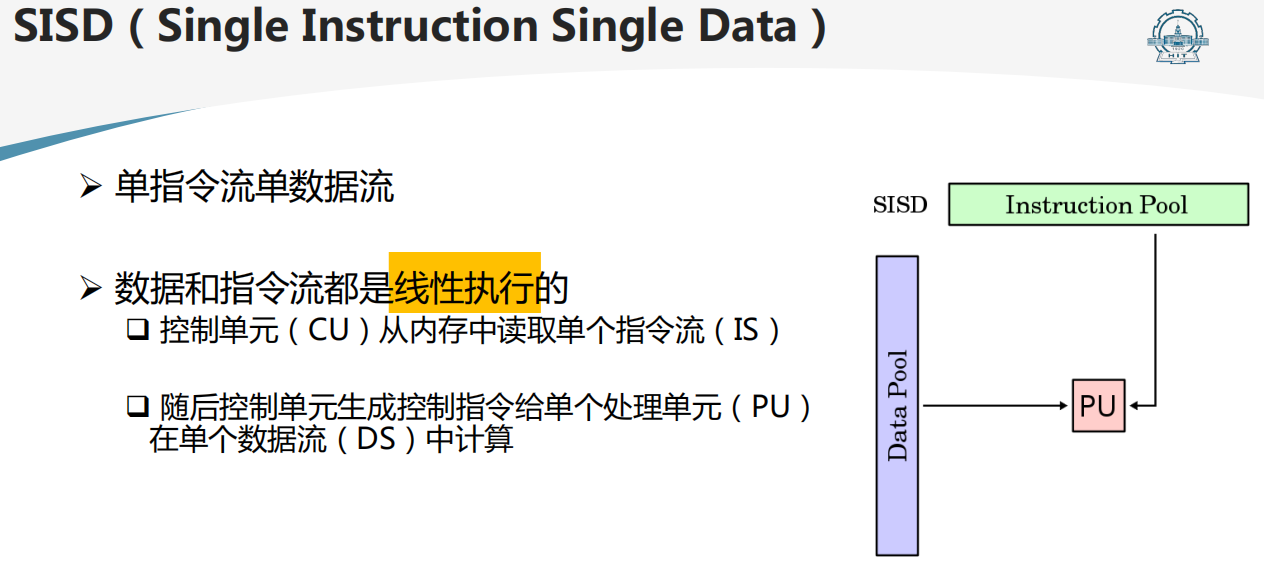 SISD（Single Instruction Single Data）
单指令流单数据流
数据和指令流都是线性执行的
控制单元（CU）从内存中读取单个指令流（IS）
随后控制单元生成控制指令给单个处理单元（PU）
在单个数据流（DS）中计算
SISD
Instruction Pool
Data Pool
PU
1920
HIT